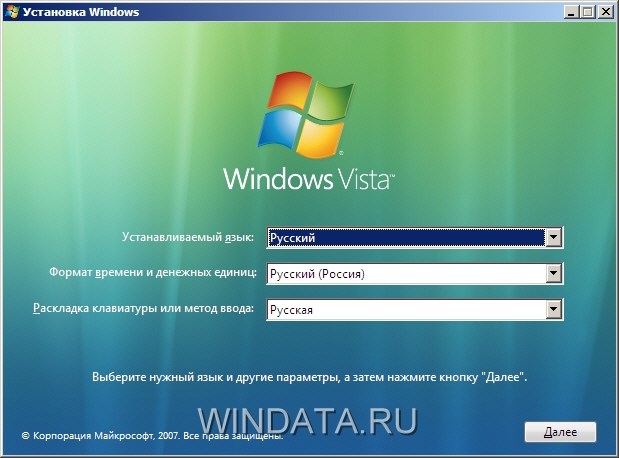 Установка Windows
Windows Vista™
Устанавливаемый язык: Русский
Формат времени и денежных единиц: Русский (Россия)
Раскладка клавиатуры или метод ввода: Русская
Выберите нужный язык и другие параметры, а затем нажмите кнопку "Далее".
WINDATA.RU
© Корпорация Майкрософт, 2007. Все права защищены.
Далее